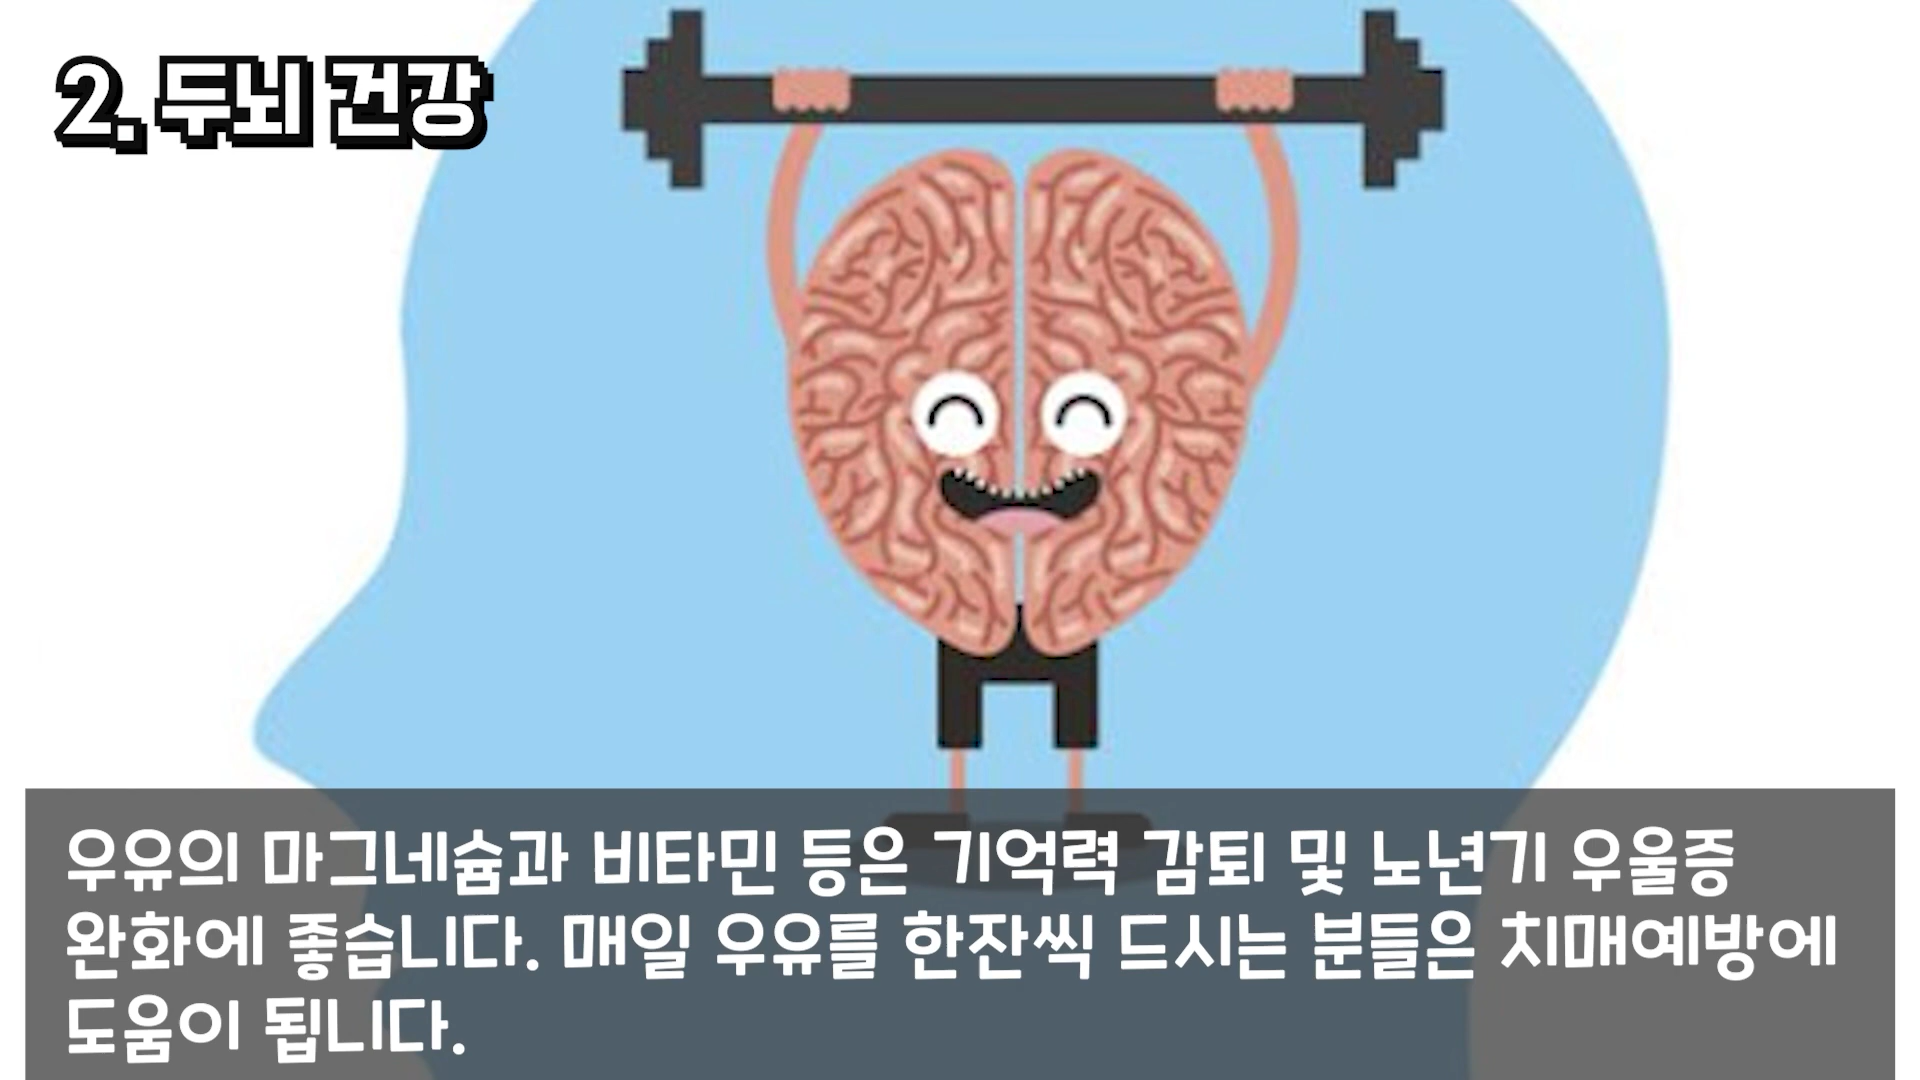 2. 두뇌 건강
우유의 마그네슘과 비타민 등은 기억력 감퇴 및 노년기 우울증
완화에 좋습니다. 매일 우유를 한잔씩 드시는 분들은 치매예방에
도움이 됩니다.